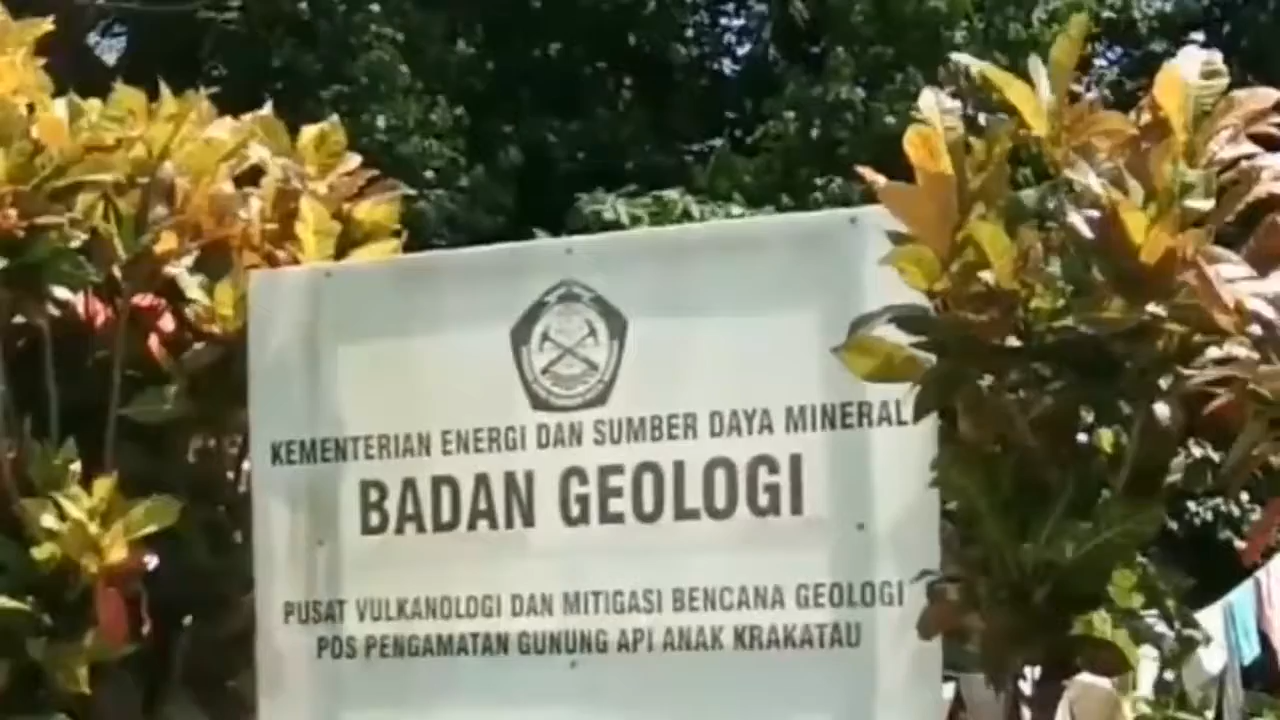 KEMENTERIAN ENERGI DAN SUMBER DAYA MINERAL
BADAN GEOLOGI
PUSAT VULKANOLOGI DAN MITIGASI BENCANA GEOLOGI
POS PENGAMATAN GUNUNG API ANAK KRAKATAU